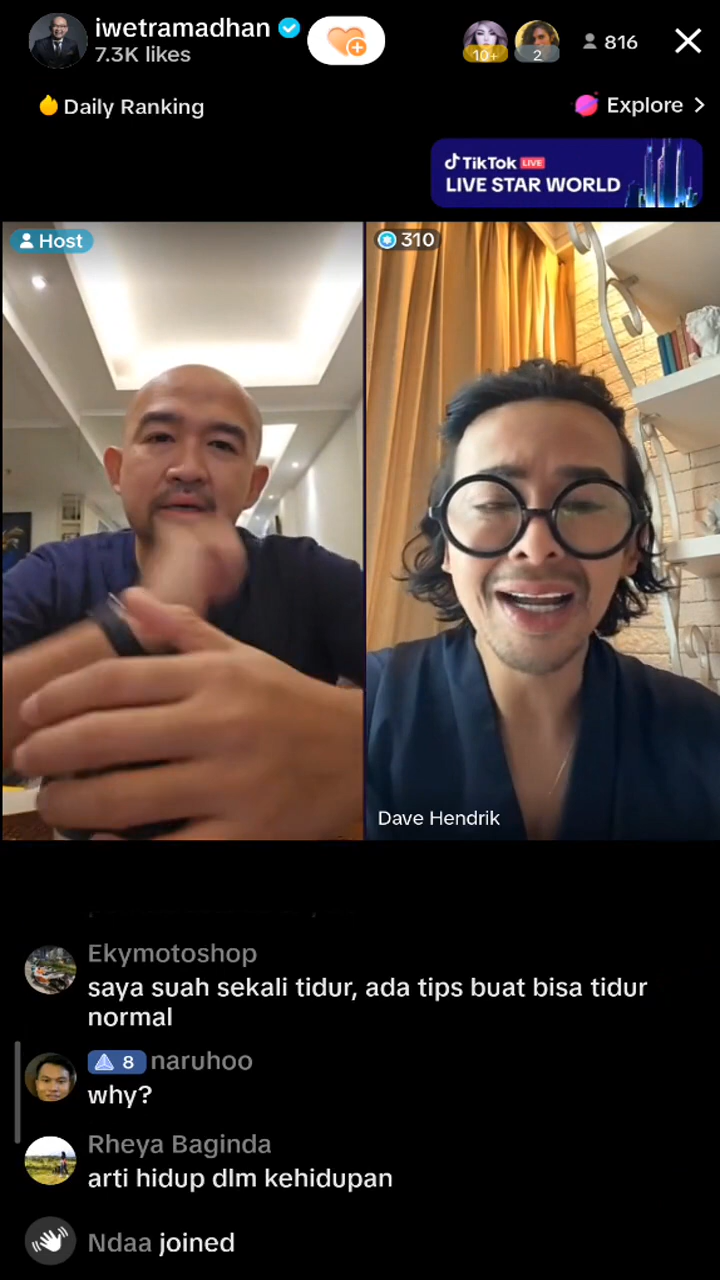 iwetramadhan
7.3K likes
10+
2
816
Daily Ranking
Explore
TikTok LIVE
LIVE STAR WORLD
Host
310
Dave Hendrik
Ekymotoshop
saya suah sekali tidur, ada tips buat bisa tidur
normal
8 naruhoo
why?
Rheya Baginda
arti hidup dlm kehidupan
Ndaa joined